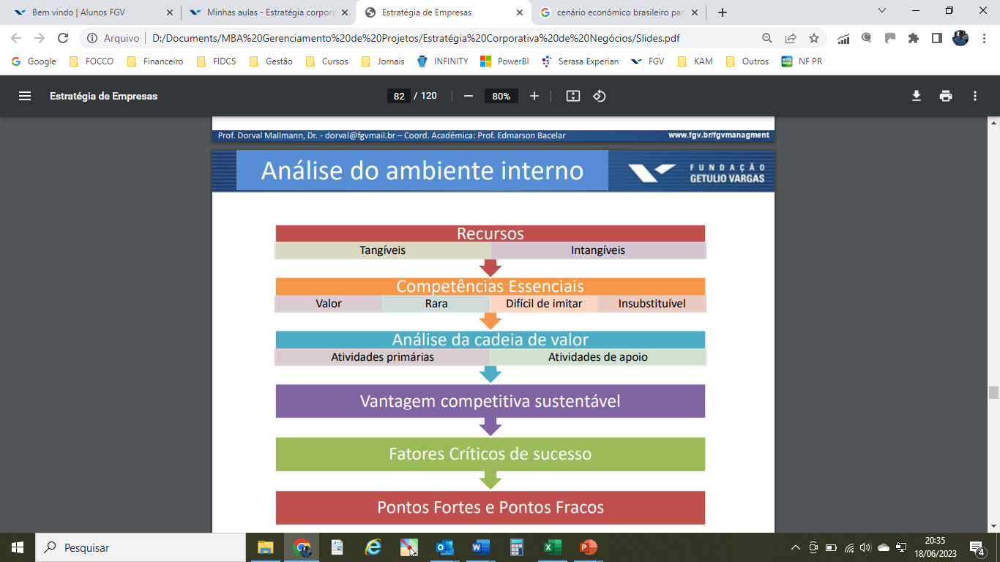 Bem vindo | Alunos FGV
Minhas aulas - Estratégia corpora
Estratégia de Empresas
cenário econômico brasileiro par
Arquivo
D:/Documents/MBA%20Gerenciamento%20de%20Projetos/Estratégia%20Corporativa%20de%20Negócios/Slides.pdf
Google
FOCCO
Financeiro
FIDCS
Gestão
Cursos
Jornais
INFINITY
PowerBI
Serasa Experian
FGV
KAM
Outros
NF PR
Estratégia de Empresas
82 / 120
80%
Prof. Dorval Mallmann, Dr. - dorval@fgvmail.br – Coord. Acadêmica: Prof. Edmarson Bacelar
www.fgv.br/fgvmanagment
Análise do ambiente interno
FUNDAÇÃO
GETULIO VARGAS
Recursos
Tangíveis
Intangíveis
Competências Essenciais
Valor
Rara
Difícil de imitar
Insubstituível
Análise da cadeia de valor
Atividades primárias
Atividades de apoio
Vantagem competitiva sustentável
Fatores Críticos de sucesso
Pontos Fortes e Pontos Fracos
Pesquisar
20:35
18/06/2023
4